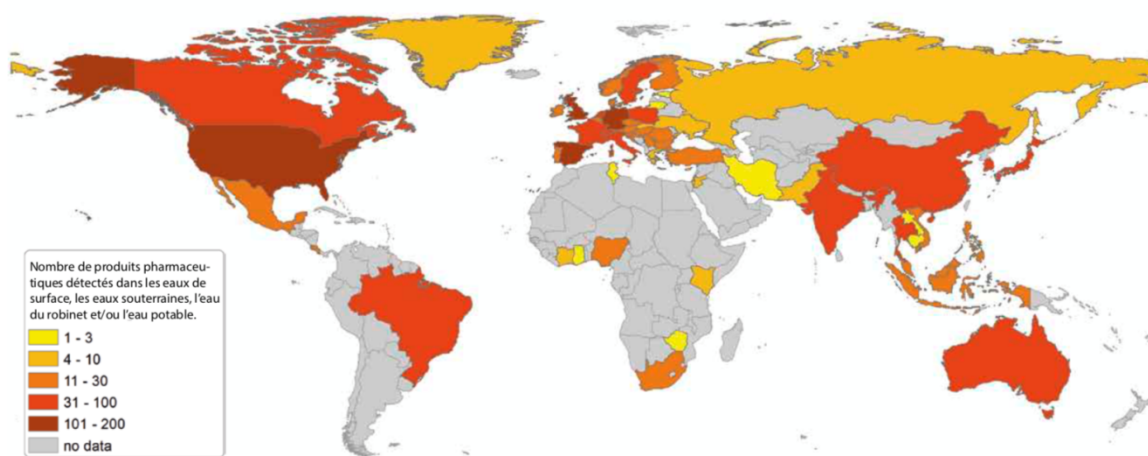 Nombre de produits pharmaceu-
tiques détectés dans les eaux de
surface, les eaux souterraines, l'eau
du robinet et/ou l'eau potable.
1 - 3
4 - 10
11 - 30
31 - 100
101 - 200
no data